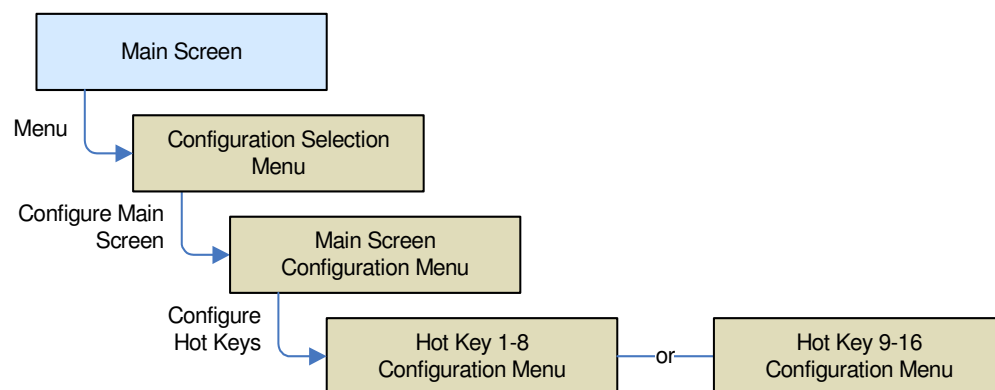 Main Screen
Menu
Configuration Selection
Menu
Configure Main
Screen
Main Screen
Configuration Menu
Configure
Hot Keys
Hot Key 1-8
Configuration Menu
or
Hot Key 9-16
Configuration Menu